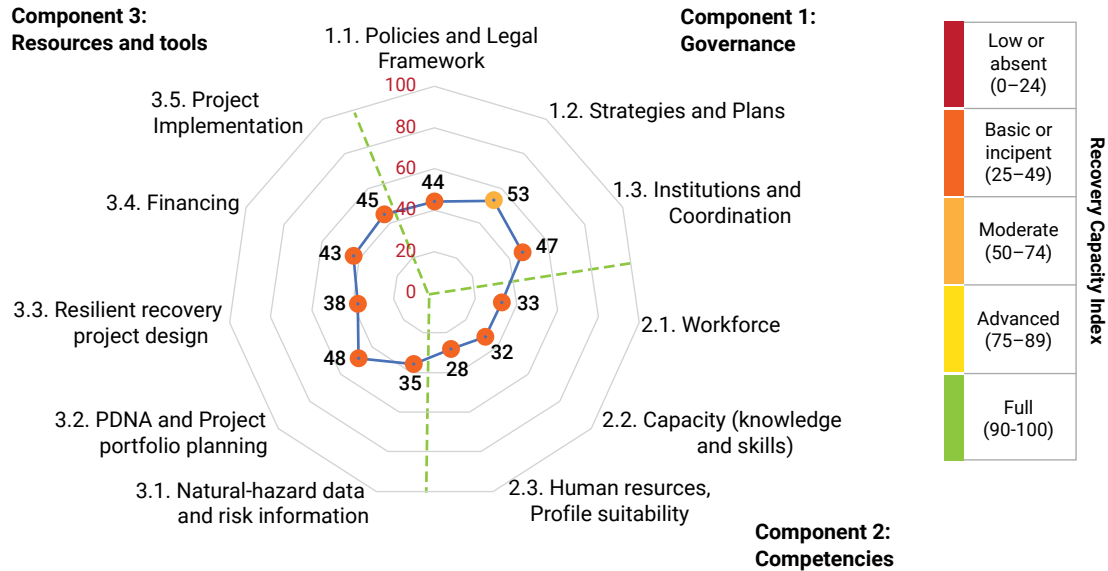 Component 3:
Resources and tools
Component 1:
Governance
1.1. Policies and Legal
Framework
1.2. Strategies and Plans
1.3. Institutions and
Coordination
2.1. Workforce
2.2. Capacity (knowledge
and skills)
2.3. Human resurces,
Profile suitability
Component 2:
Competencies
3.1. Natural-hazard data
and risk information
3.2. PDNA and Project
portfolio planning
3.3. Resilient recovery
project design
3.4. Financing
3.5. Project
Implementation
100
80
60
40
20
0
44
53
47
33
32
28
35
48
38
43
45
Low or
absent
(0–24)
Basic or
incipent
(25–49)
Moderate
(50–74)
Advanced
(75–89)
Full
(90-100)
Recovery Capacity Index